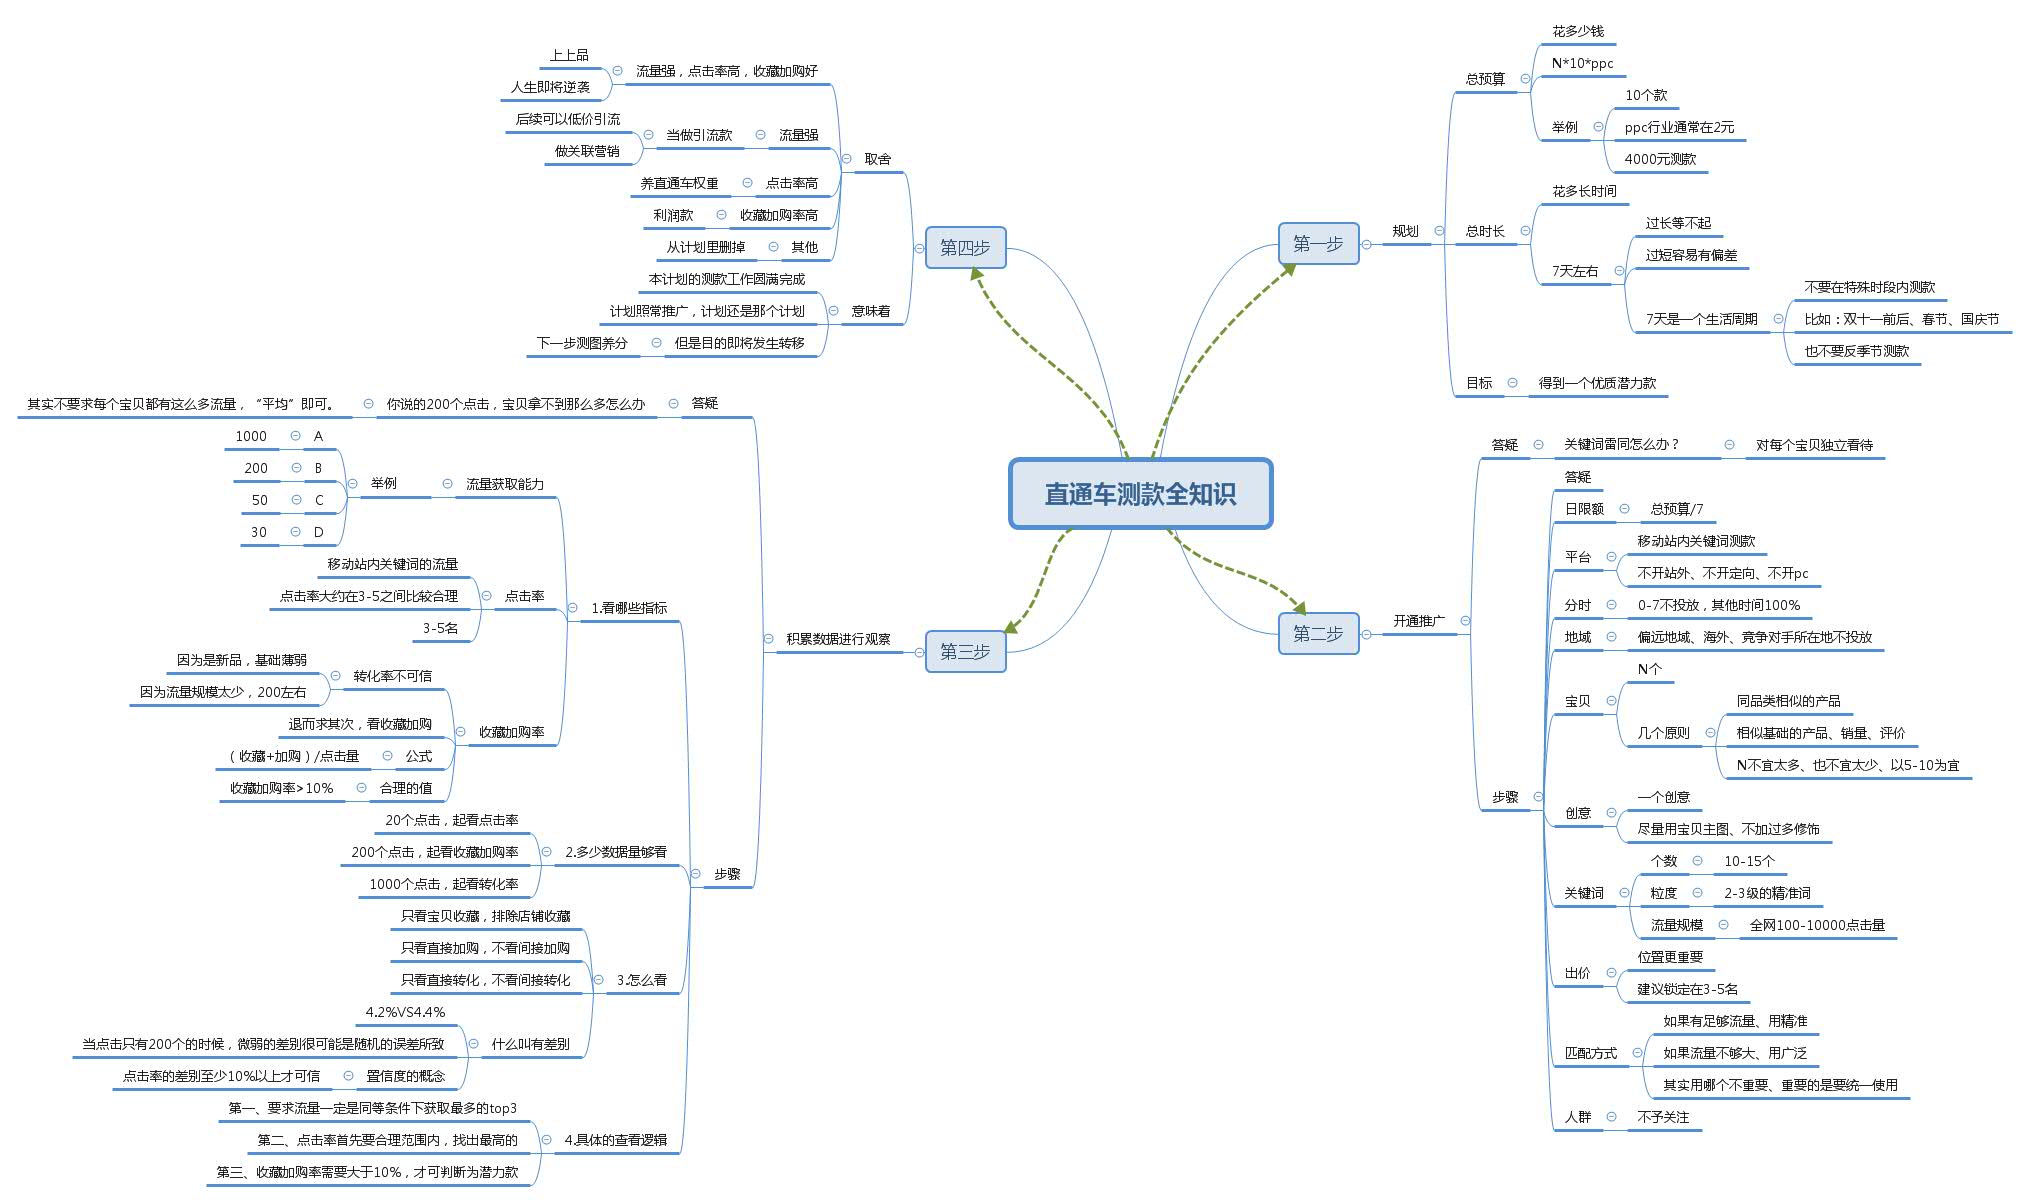 直通车测款全知识
第一步
规划
总预算
花多少钱
N*10*ppc
举例
10个款
ppc行业通常在2元
4000元测款
总时长
花多长时间
7天左右
过长等不起
过短容易有偏差
7天是一个生活周期
不要在特殊时段内测款
比如：双十一前后、春节、国庆节
也不要反季节测款
目标
得到一个优质潜力款
第二步
开通推广
答疑
关键词雷同怎么办？
对每个宝贝独立看待
步骤
答疑
日限额
总预算/7
平台
移动站内关键词测款
不开站外、不开定向、不开pc
分时
0-7不投放，其他时间100%
地域
偏远地域、海外、竞争对手所在地不投放
宝贝
N个
几个原则
同品类相似的产品
相似基础的产品、销量、评价
N不宜太多、也不宜太少、以5-10为宜
创意
一个创意
尽量用宝贝主图、不加过多修饰
关键词
个数
10-15个
粒度
2-3级的精准词
流量规模
全网100-10000点击量
出价
位置更重要
建议锁定在3-5名
匹配方式
如果有足够流量、用精准
如果流量不够大、用广泛
其实用哪个不重要、重要的是要统一使用
人群
不予关注
第三步
积累数据进行观察
答疑
你说的200个点击，宝贝拿不到那么多怎么办
其实不要求每个宝贝都有这么多流量，“平均”即可。
步骤
1.看哪些指标
流量获取能力
举例
A
1000
B
200
C
50
D
30
点击率
移动站内关键词的流量
点击率大约在3-5之间比较合理
3-5名
收藏加购率
转化率不可信
因为是新品，基础薄弱
因为流量规模太少，200左右
退而求其次，看收藏加购
公式
（收藏+加购）/点击量
合理的值
收藏加购率>10%
2.多少数据量够看
20个点击，起看点击率
200个点击，起看收藏加购率
1000个点击，起看转化率
3.怎么看
只看宝贝收藏，排除店铺收藏
只看直接加购，不看间接加购
只看直接转化，不看间接转化
什么叫有差别
4.2%VS4.4%
当点击只有200个的时候，微弱的差别很可能是随机的误差所致
置信度的概念
点击率的差别至少10%以上才可信
4.具体的查看逻辑
第一、要求流量一定是同等条件下获取最多的top3
第二、点击率首先要合理范围内，找出最高的
第三、收藏加购率需要大于10%，才可判断为潜力款
第四步
取舍
流量强，点击率高，收藏加购好
上上品
人生即将逆袭
流量强
当做引流款
后续可以低价引流
做关联营销
点击率高
养直通车权重
收藏加购率高
利润款
其他
从计划里删掉
意味着
本计划的测款工作圆满完成
计划照常推广，计划还是那个计划
但是目的即将发生转移
下一步测图养分